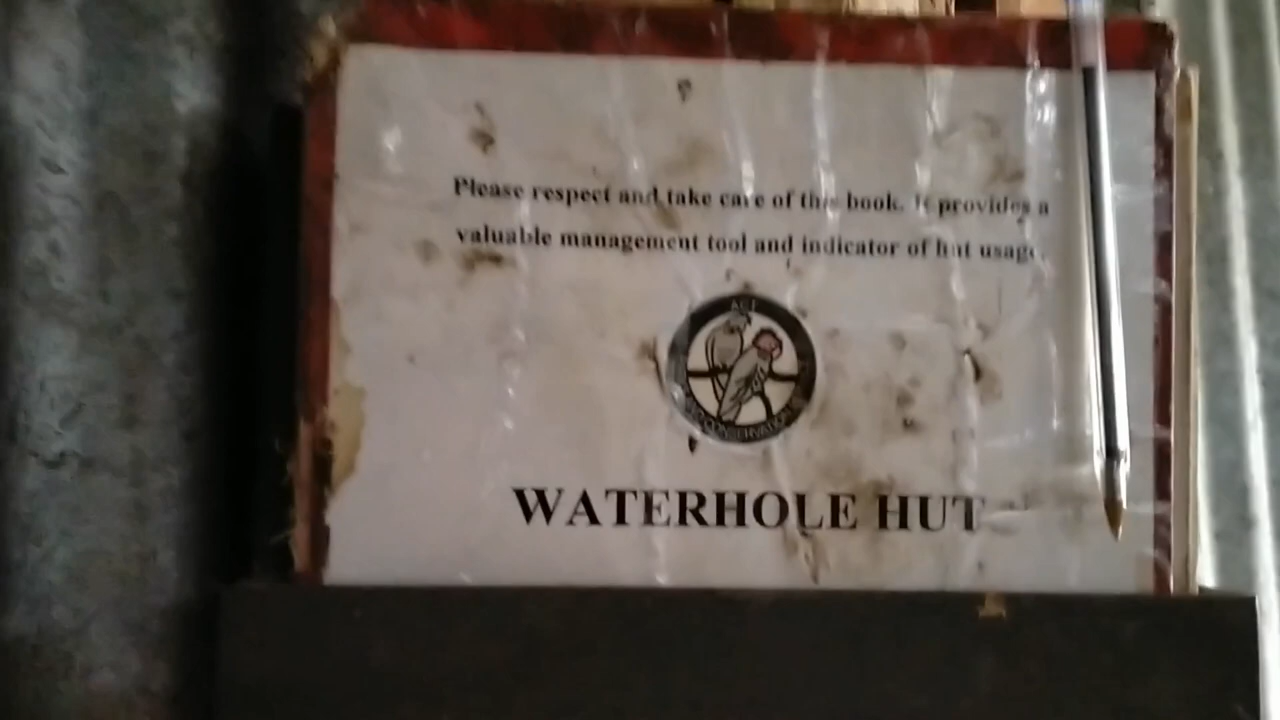 Please respect and take care of this book. It provides a
valuable management tool and indicator of hut usage
ACT
WATERHOLE HUT